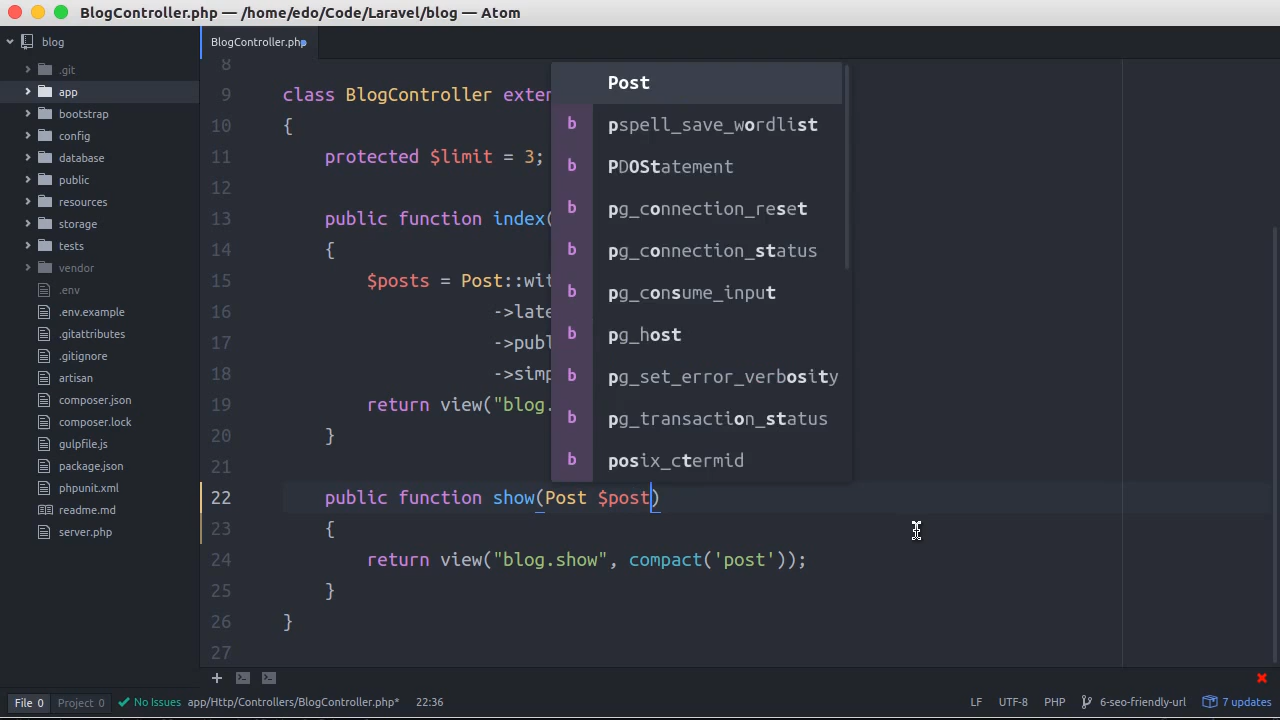 BlogController.php — /home/edo/Code/Laravel/blog — Atom
blog
.git
app
bootstrap
config
database
public
resources
storage
tests
vendor
.env
.env.example
.gitattributes
.gitignore
artisan
composer.json
composer.lock
gulpfile.js
package.json
phpunit.xml
readme.md
server.php
BlogController.php
8
9 class BlogController exten
10 {
11 protected $limit = 3;
12
13 public function index(
14 {
15 $posts = Post::wit
16 ->late
17 ->publ
18 ->simp
19 return view("blog.
20 }
21
22 public function show(Post $post)
23 {
24 return view("blog.show", compact('post'));
25 }
26 }
27
Post
b pspell_save_wordlist
b PDOStatement
b pg_connection_reset
b pg_connection_status
b pg_consume_input
b pg_host
b pg_set_error_verbosity
b pg_transaction_status
b posix_ctermid
File 0 Project 0 No Issues app/Http/Controllers/BlogController.php* 22:36 LF UTF-8 PHP 6-seo-friendly-url 7 updates